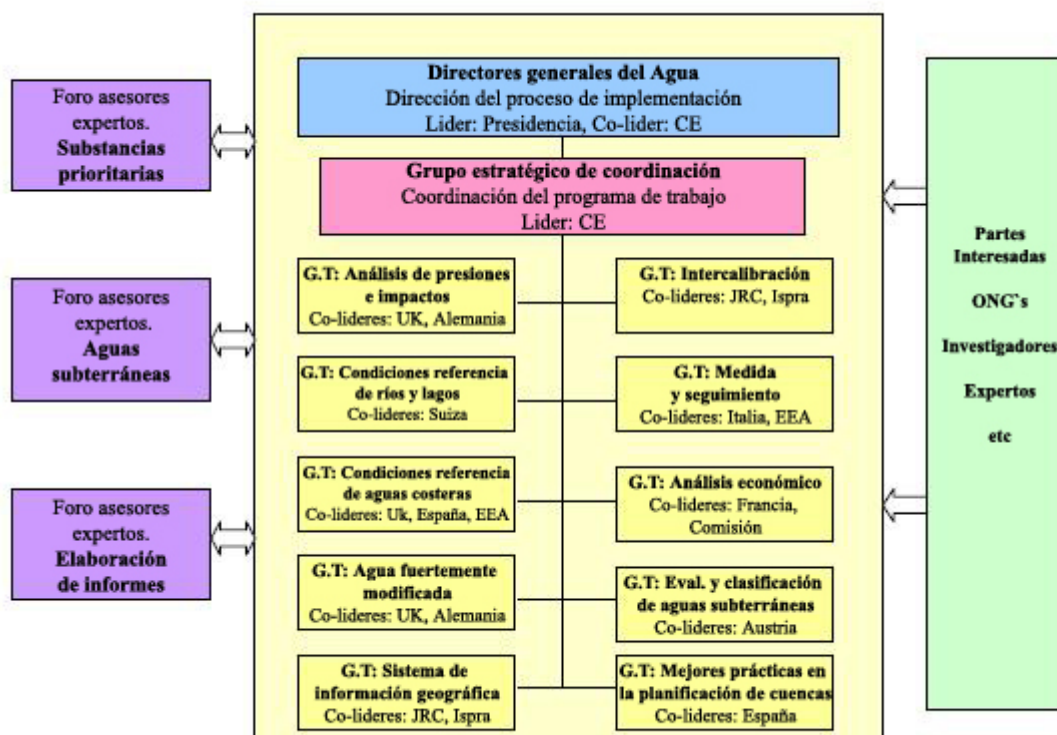 Foro asesores
expertos.
Substancias
prioritarias
Foro asesores
expertos.
Aguas
subterráneas
Foro asesores
expertos.
Elaboración
de informes
Directores generales del Agua
Dirección del proceso de implementación
Lider: Presidencia, Co-lider: CE
Grupo estratégico de coordinación
Coordinación del programa de trabajo
Lider: CE
G.T: Análisis de presiones
e impactos
Co-lideres: UK, Alemania
G.T: Intercalibración
Co-lideres: JRC, Ispra
G.T: Condiciones referencia
de ríos y lagos
Co-lideres: Suiza
G.T: Medida
y seguimiento
Co-lideres: Italia, EEA
G.T: Condiciones referencia
de aguas costeras
Co-lideres: Uk, España, EEA
G.T: Análisis económico
Co-lideres: Francia,
Comisión
G.T: Agua fuertemente
modificada
Co-lideres: UK, Alemania
G.T: Eval. y clasificación
de aguas subterráneas
Co-lideres: Austria
G.T: Sistema de
información geográfica
Co-lideres: JRC, Ispra
G.T: Mejores prácticas en
la planificación de cuencas
Co-lideres: España
Partes
Interesadas
ONG`s
Investigadores
Expertos
etc